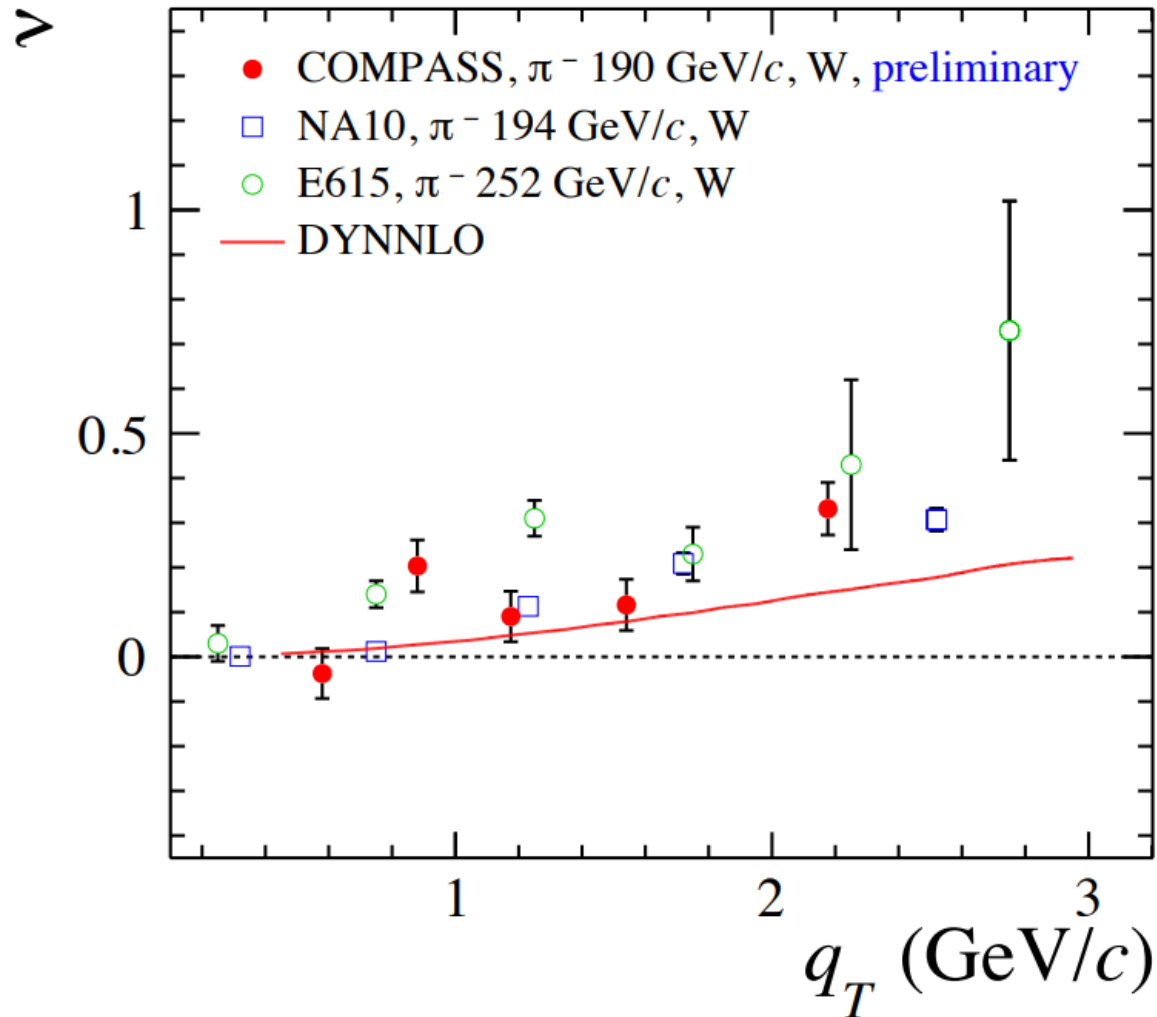 ν
COMPASS, π⁻ 190 GeV/c, W, preliminary
NA10, π⁻ 194 GeV/c, W
E615, π⁻ 252 GeV/c, W
DYNNLO
1
0.5
0
1 2 3
q_T (GeV/c)